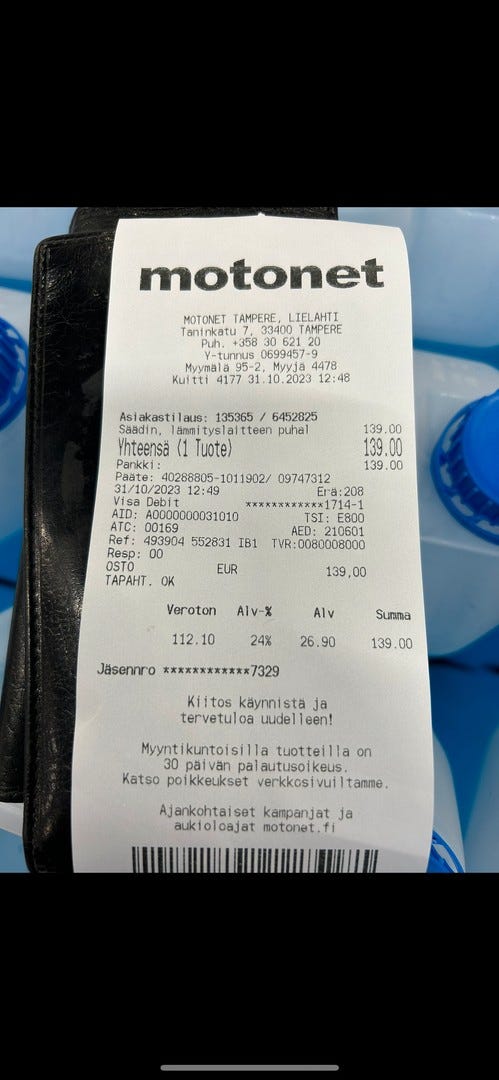 motonet
MOTONET TAMPERE, LIELAHTI
Taninkatu 7, 33400 TAMPERE
Puh. +358 30 621 20
Y-tunnus 0699457-9
Myymälä 95-2, Myyjä 4478
Kuitti 4177 31.10.2023 12:48
Asiakastilaus: 135365 / 6452825
Säädin, lämmityslaitteen puhal 139.00
Yhteensä (1 Tuote) 139.00
Pankki: 139.00
Pääte: 40288805-1011902/ 09747312
31/10/2023 12:49 Erä:208
Visa Debit ************1714-1
AID: A0000000031010 TSI: E800
ATC: 00169 AED: 210601
Ref: 493904 552831 IB1 TVR:0080008000
Resp: 00
OSTO EUR 139,00
TAPAHT. OK
Veroton Alv-% Alv Summa
112.10 24% 26.90 139.00
Jäsennro ************7329
Kiitos käynnistä ja
tervetuloa uudelleen!
Myyntikuntoisilla tuotteilla on
30 päivän palautusoikeus.
Katso poikkeukset verkkosivuiltamme.
Ajankohtaiset kampanjat ja
aukioloajat motonet.fi